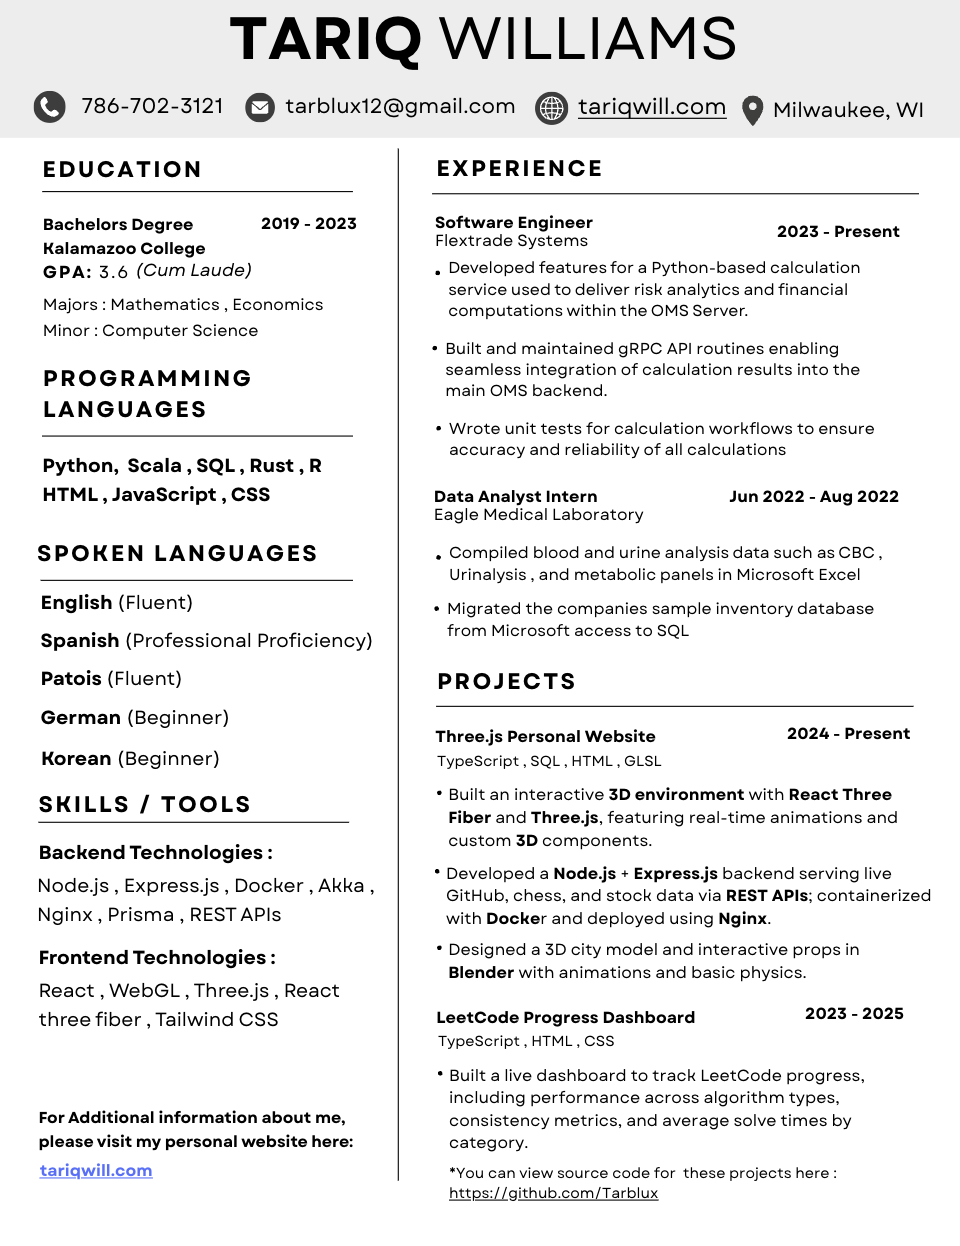 TARIQ WILLIAMS
786-702-3121 tarblux12@gmail.com tariqwill.com Milwaukee, WI
EDUCATION
Bachelors Degree 2019 - 2023
Kalamazoo College
GPA: 3.6 (Cum Laude)
Majors : Mathematics , Economics
Minor : Computer Science
PROGRAMMING
LANGUAGES
Python, Scala , SQL , Rust , R
HTML , JavaScript , CSS
SPOKEN LANGUAGES
English (Fluent)
Spanish (Professional Proficiency)
Patois (Fluent)
German (Beginner)
Korean (Beginner)
SKILLS / TOOLS
Backend Technologies :
Node.js , Express.js , Docker , Akka ,
Nginx , Prisma , REST APIs
Frontend Technologies :
React , WebGL , Three.js , React
three fiber , Tailwind CSS
For Additional information about me,
please visit my personal website here:
tariqwill.com
EXPERIENCE
Software Engineer 2023 - Present
Flextrade Systems
• Developed features for a Python-based calculation
service used to deliver risk analytics and financial
computations within the OMS Server.
• Built and maintained gRPC API routines enabling
seamless integration of calculation results into the
main OMS backend.
• Wrote unit tests for calculation workflows to ensure
accuracy and reliability of all calculations
Data Analyst Intern Jun 2022 - Aug 2022
Eagle Medical Laboratory
• Compiled blood and urine analysis data such as CBC ,
Urinalysis , and metabolic panels in Microsoft Excel
• Migrated the companies sample inventory database
from Microsoft access to SQL
PROJECTS
Three.js Personal Website 2024 - Present
TypeScript , SQL , HTML , GLSL
• Built an interactive 3D environment with React Three
Fiber and Three.js, featuring real-time animations and
custom 3D components.
• Developed a Node.js + Express.js backend serving live
GitHub, chess, and stock data via REST APIs; containerized
with Docker and deployed using Nginx.
• Designed a 3D city model and interactive props in
Blender with animations and basic physics.
LeetCode Progress Dashboard 2023 - 2025
TypeScript , HTML , CSS
• Built a live dashboard to track LeetCode progress,
including performance across algorithm types,
consistency metrics, and average solve times by
category.
*You can view source code for these projects here :
https://github.com/Tarblux